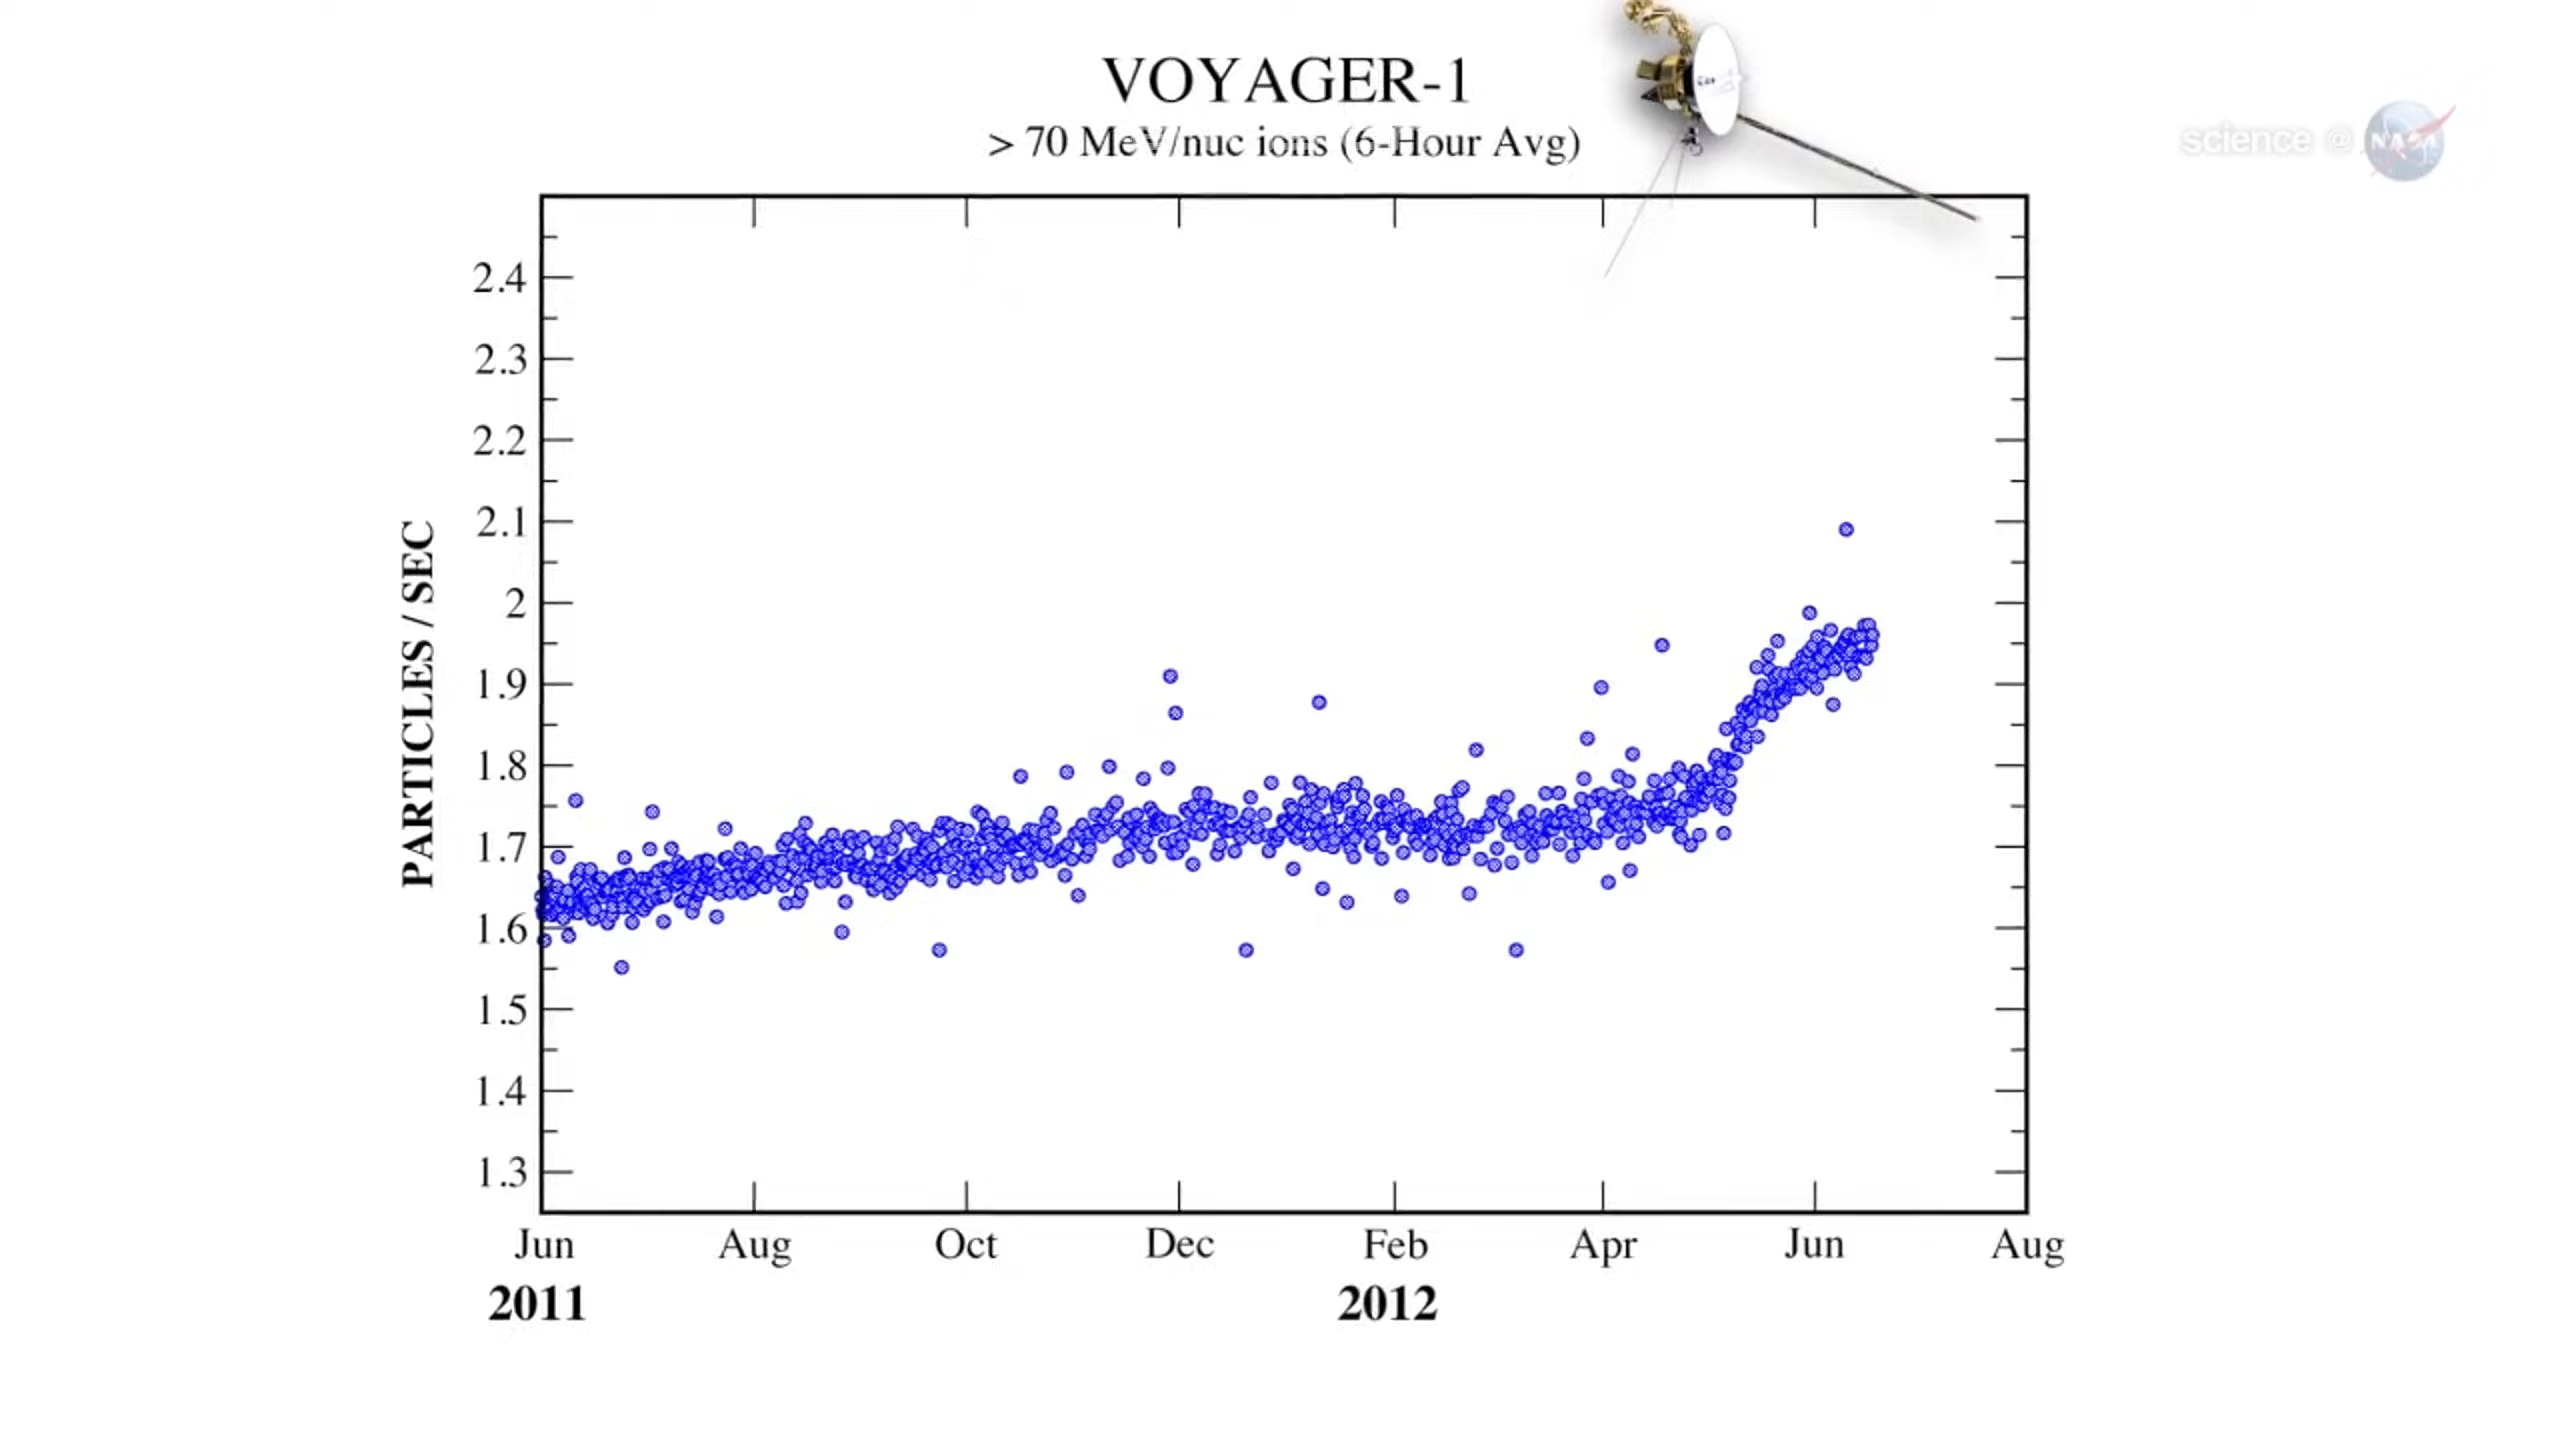 VOYAGER-1
> 70 MeV/nuc ions (6-Hour Avg)
science @ NASA
PARTICLES / SEC
2.4
2.3
2.2
2.1
2
1.9
1.8
1.7
1.6
1.5
1.4
1.3
Jun Aug Oct Dec Feb Apr Jun Aug
2011 2012